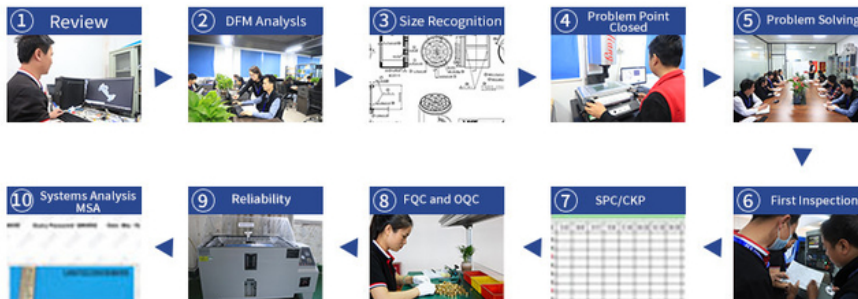 1 Review
2 DFM Analysls
3 Size Recognition
4 Problem Point
Closed
5 Problem Solving
10 Systems Analysis
MSA
9 Reliability
8 FQC and OQC
7 SPC/CKP
6 First Inspection